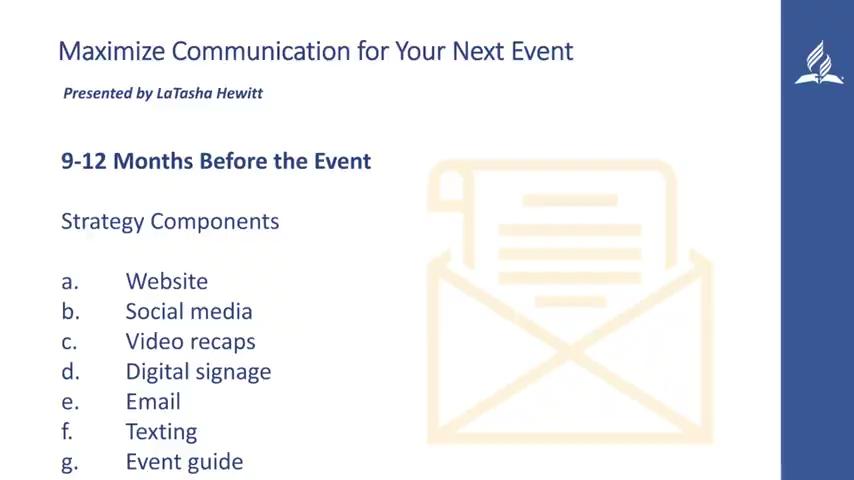 Maximize Communication for Your Next Event
Presented by LaTasha Hewitt
9-12 Months Before the Event
Strategy Components
a. Website
b. Social media
c. Video recaps
d. Digital signage
e. Email
f. Texting
g. Event guide